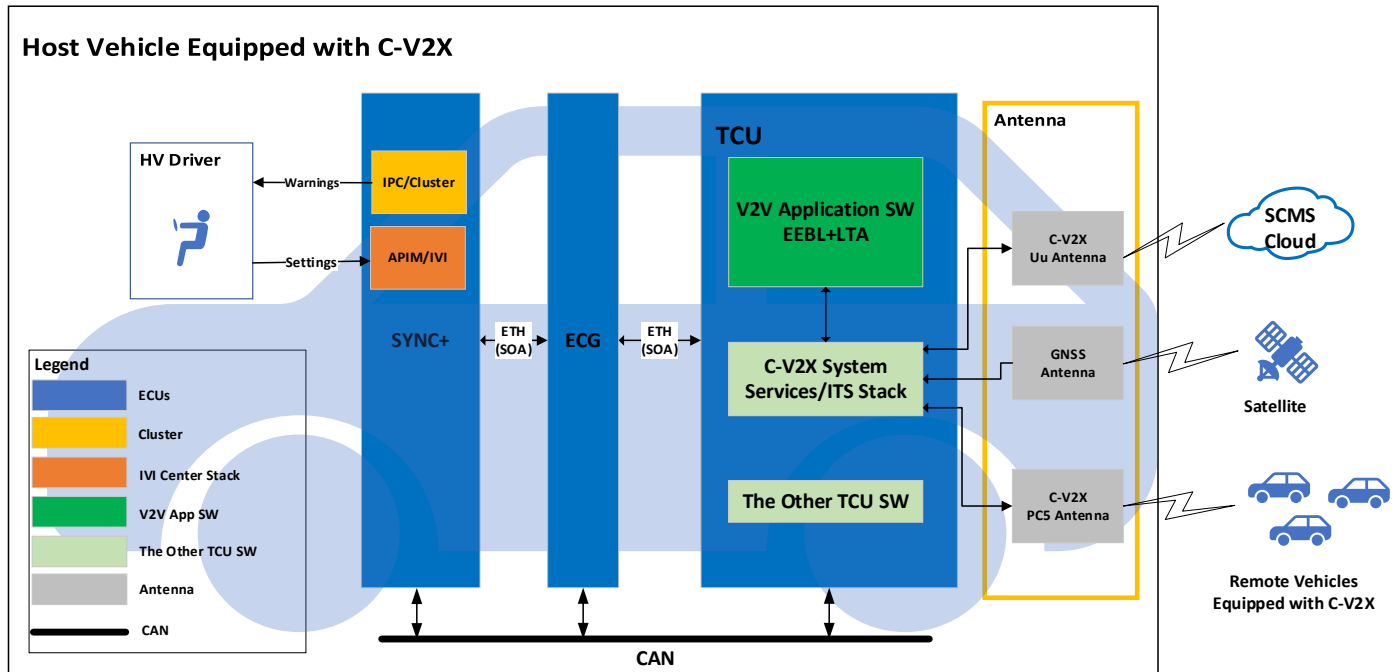 Host Vehicle Equipped with C-V2X
HV Driver
Warnings
Settings
IPC/Cluster
APIM/IVI
SYNC+
ETH
(SOA)
ECG
ETH
(SOA)
TCU
V2V Application SW
EEBL+LTA
C-V2X System
Services/ITS Stack
The Other TCU SW
Antenna
C-V2X
Uu Antenna
GNSS
Antenna
C-V2X
PC5 Antenna
SCMS
Cloud
Satellite
Remote Vehicles
Equipped with C-V2X
Legend
ECUs
Cluster
IVI Center Stack
V2V App SW
The Other TCU SW
Antenna
CAN
CAN